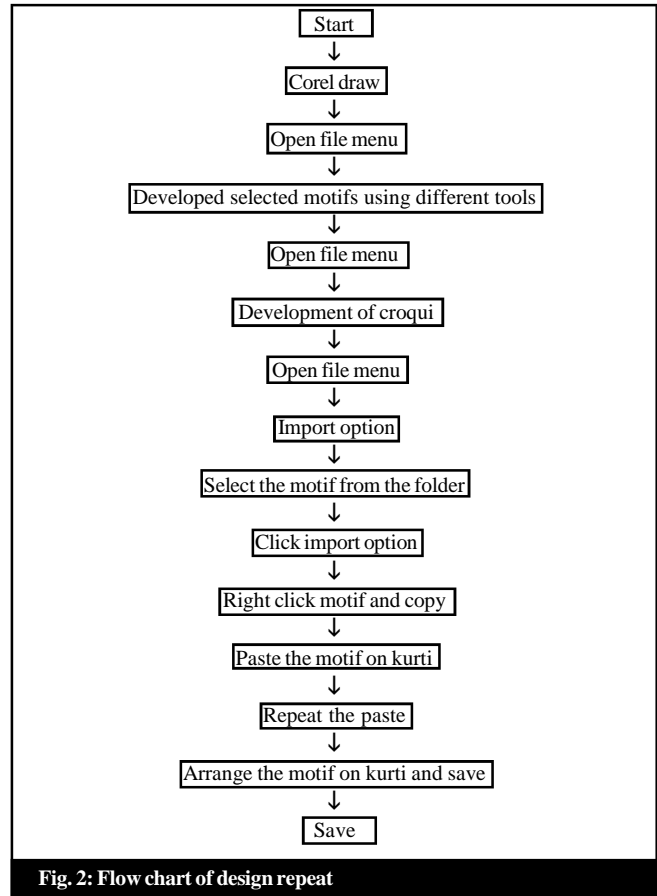 Start
Corel draw
Open file menu
Developed selected motifs using different tools
Open file menu
Development of croqui
Open file menu
Import option
Select the motif from the folder
Click import option
Right click motif and copy
Paste the motif on kurti
Repeat the paste
Arrange the motif on kurti and save
Save
Fig. 2: Flow chart of design repeat